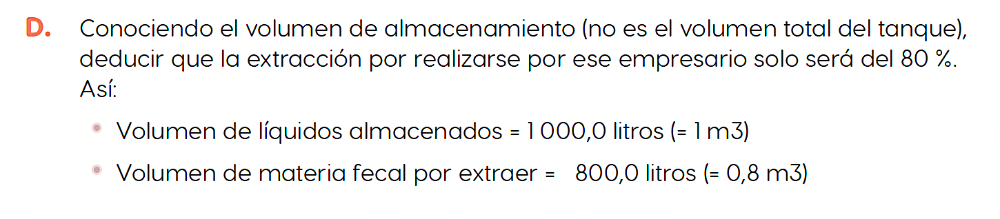 D. Conociendo el volumen de almacenamiento (no es el volumen total del tanque),
deducir que la extracción por realizarse por ese empresario solo será del 80 %.
Así:
Volumen de líquidos almacenados = 1 000,0 litros (= 1 m3)
Volumen de materia fecal por extraer = 800,0 litros (= 0,8 m3)